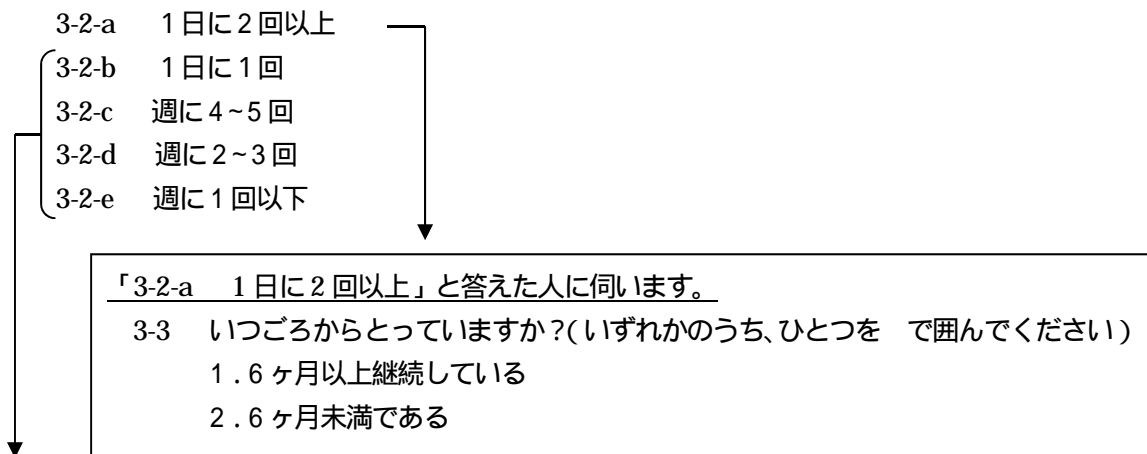 3-2-a 1日に2回以上
3-2-b 1日に1回
3-2-c 週に4~5回
3-2-d 週に2~3回
3-2-e 週に1回以下
「3-2-a 1日に2回以上」と答えた人に伺います。
3-3 いつごろからとっていますか?(いずれかのうち、ひとつを で囲んでください)
1.6ヶ月以上継続している
2.6ヶ月未満である